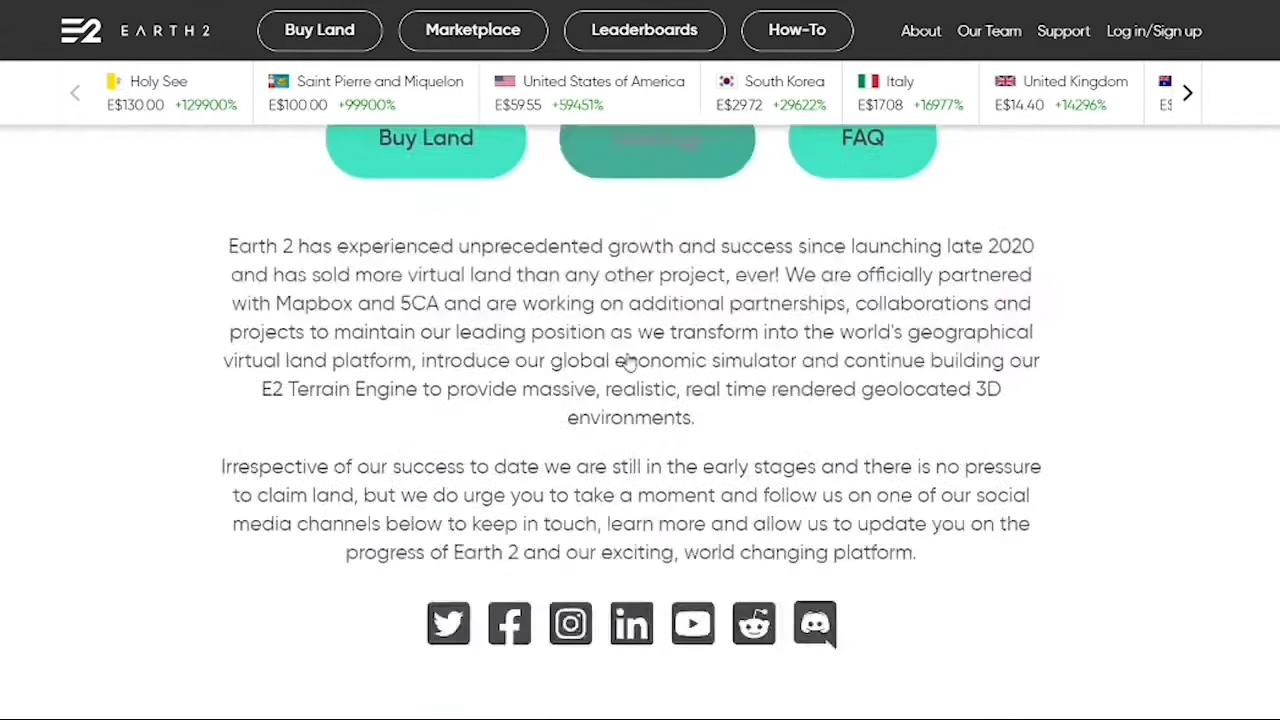 EARTH 2
Buy Land
Marketplace
Leaderboards
How-To
About
Our Team
Support
Log in/Sign up
Holy See
E$130.00 +129900%
Saint Pierre and Miquelon
E$100.00 +99900%
United States of America
E$59.55 +59451%
South Korea
E$29.72 +29622%
Italy
E$17.08 +16977%
United Kingdom
E$14.40 +14296%
E$
Buy Land
FAQ
Earth 2 has experienced unprecedented growth and success since launching late 2020
and has sold more virtual land than any other project, ever! We are officially partnered
with Mapbox and 5CA and are working on additional partnerships, collaborations and
projects to maintain our leading position as we transform into the world's geographical
virtual land platform, introduce our global economic simulator and continue building our
E2 Terrain Engine to provide massive, realistic, real time rendered geolocated 3D
environments.
Irrespective of our success to date we are still in the early stages and there is no pressure
to claim land, but we do urge you to take a moment and follow us on one of our social
media channels below to keep in touch, learn more and allow us to update you on the
progress of Earth 2 and our exciting, world changing platform.